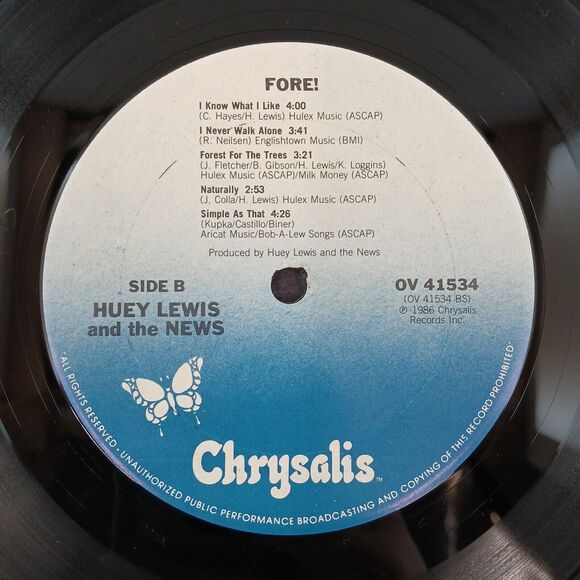 FORE!
I Know What I Like 4:00
(C. Hayes/H. Lewis) Hulex Music (ASCAP)
I Never Walk Alone 3:41
(R. Neilsen) Englishtown Music (BMI)
Forest For The Trees 3:21
(J. Fletcher/B. Gibson/H. Lewis/K. Loggins)
Hulex Music (ASCAP)/Milk Money (ASCAP)
Naturally 2:53
(J. Colla/H. Lewis) Hulex Music (ASCAP)
Simple As That 4:26
(Kupka/Castillo/Biner)
Aricat Music/Bob-A-Lew Songs (ASCAP)
Produced by Huey Lewis and the News
SIDE B
HUEY LEWIS
and the NEWS
OV 41534
(OV 41534 BS)
℗ 1986 Chrysalis
Records Inc.
Chrysalis™
"ALL RIGHTS RESERVED • UNAUTHORIZED PUBLIC PERFORMANCE BROADCASTING AND COPYING OF THIS RECORD PROHIBITED"